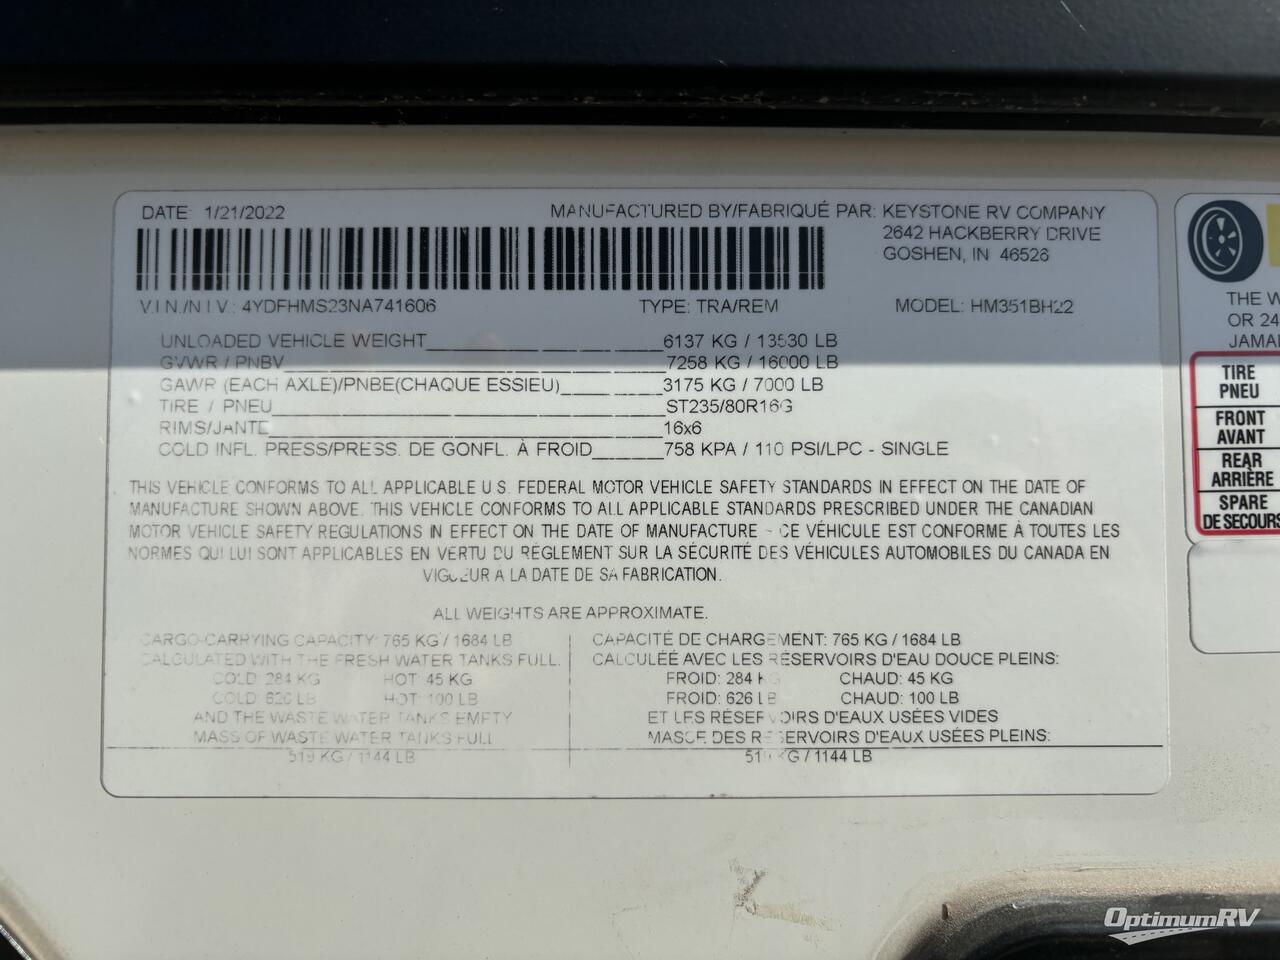 DATE: 1/21/2022 MANUFACTURED BY/FABRIQUÉ PAR: KEYSTONE RV COMPANY
2642 HACKBERRY DRIVE
GOSHEN, IN 46528
V.I.N./N.I.V.: 4YDFHMS23NA741606 TYPE: TRA/REM MODEL: HM351BH22
UNLOADED VEHICLE WEIGHT 6137 KG / 13530 LB
GVWR / PNBV 7258 KG / 16000 LB
GAWR (EACH AXLE)/PNBE(CHAQUE ESSIEU) 3175 KG / 7000 LB
TIRE / PNEU ST235/80R16G
RIMS/JANTE 16x6
COLD INFL. PRESS/PRESS. DE GONFL. À FROID 758 KPA / 110 PSI/LPC - SINGLE
THIS VEHICLE CONFORMS TO ALL APPLICABLE U.S. FEDERAL MOTOR VEHICLE SAFETY STANDARDS IN EFFECT ON THE DATE OF
MANUFACTURE SHOWN ABOVE. THIS VEHICLE CONFORMS TO ALL APPLICABLE STANDARDS PRESCRIBED UNDER THE CANADIAN
MOTOR VEHICLE SAFETY REGULATIONS IN EFFECT ON THE DATE OF MANUFACTURE - CE VÉHICULE EST CONFORME À TOUTES LES
NORMES QUI LUI SONT APPLICABLES EN VERTU DU RÈGLEMENT SUR LA SÉCURITÉ DES VÉHICULES AUTOMOBILES DU CANADA EN
VIGUEUR A LA DATE DE SA FABRICATION.
ALL WEIGHTS ARE APPROXIMATE.
CARGO-CARRYING CAPACITY: 765 KG / 1684 LB
CALCULATED WITH THE FRESH WATER TANKS FULL.
COLD: 284 KG HOT: 45 KG
COLD: 626 LB HOT: 100 LB
AND THE WASTE WATER TANKS EMPTY
MASS OF WASTE WATER TANKS FULL
519 KG / 1144 LB
CAPACITÉ DE CHARGEMENT: 765 KG / 1684 LB
CALCULÉE AVEC LES RÉSERVOIRS D'EAU DOUCE PLEINS:
FROID: 284 KG CHAUD: 45 KG
FROID: 626 LB CHAUD: 100 LB
ET LES RÉSERVOIRS D'EAUX USÉES VIDES
MASSE DES RÉSERVOIRS D'EAUX USÉES PLEINS:
519 KG / 1144 LB
THE W
OR 24
JAMAI
TIRE
PNEU
FRONT
AVANT
REAR
ARRIÈRE
SPARE
DE SECOURS
OptimumRV